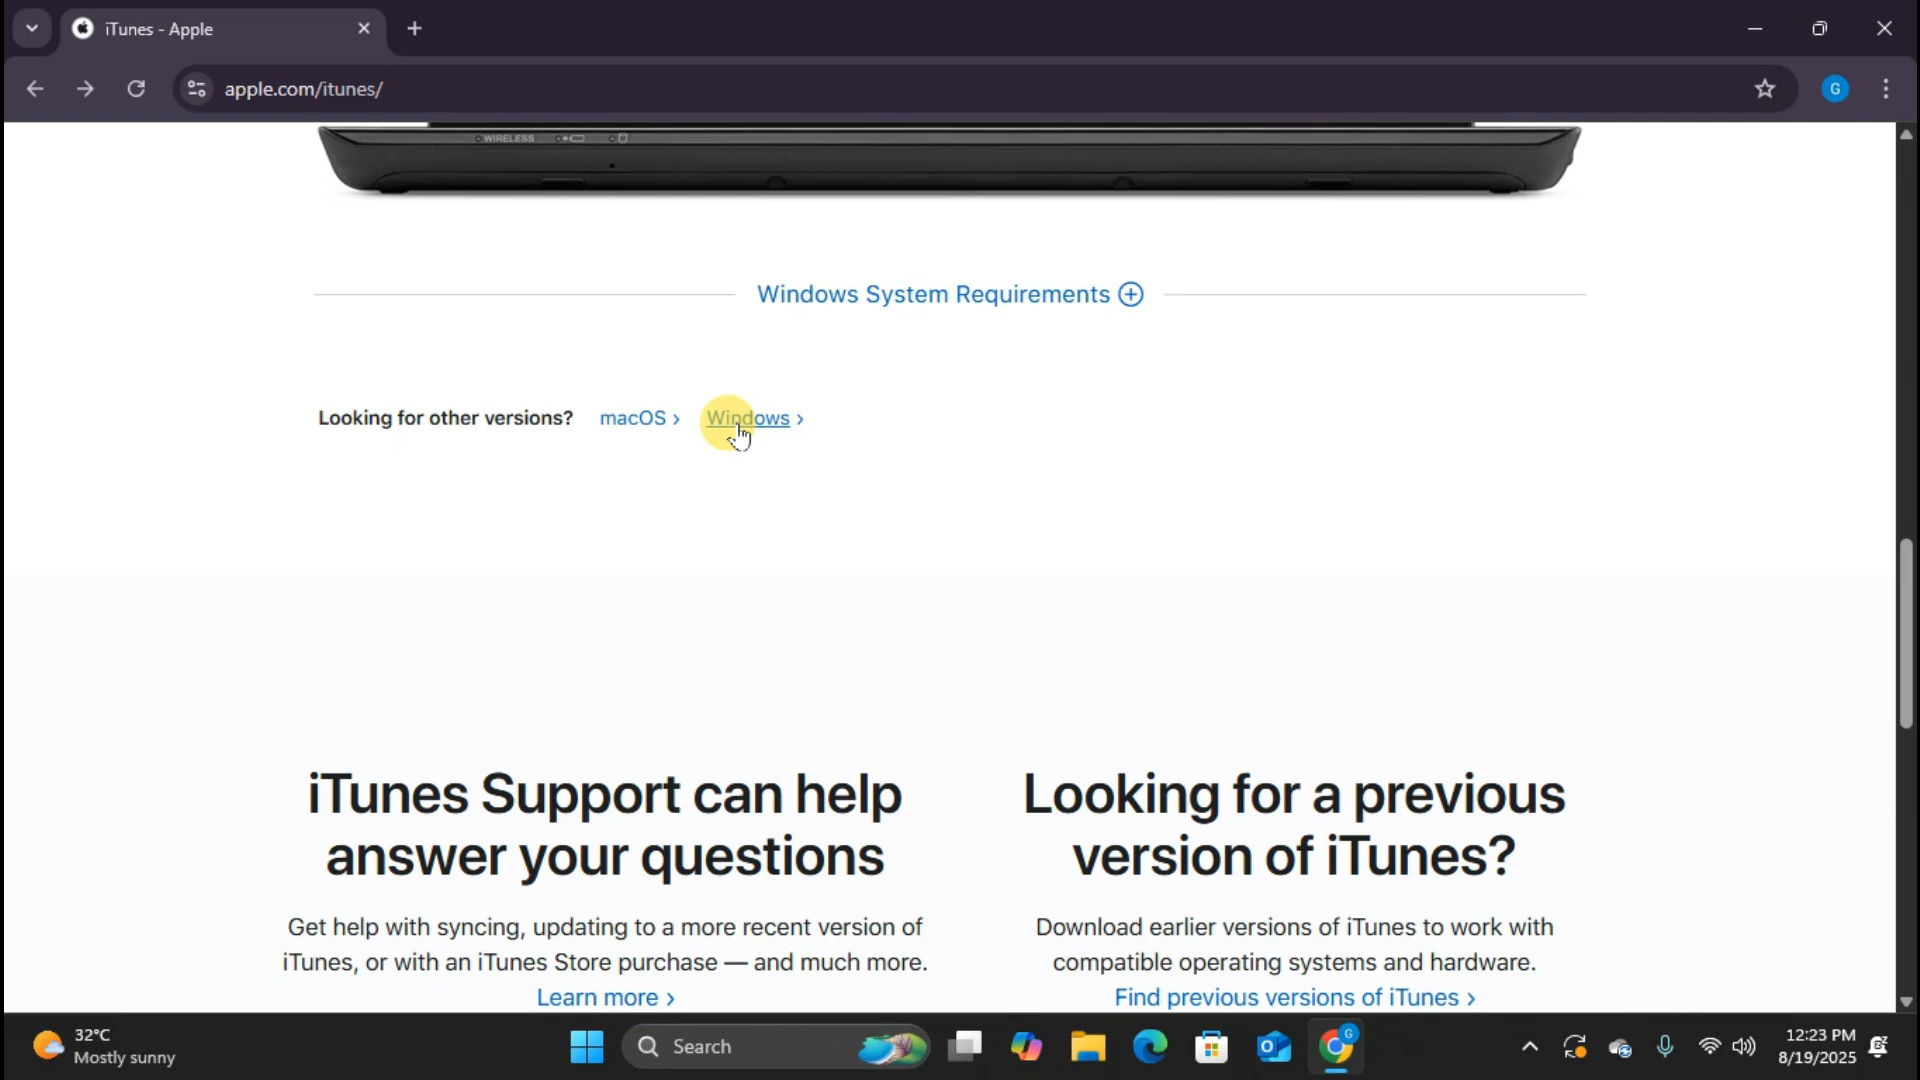 iTunes - Apple
apple.com/itunes/
G
WIRELESS
Windows System Requirements
Looking for other versions? macOS › Windows ›
iTunes Support can help
answer your questions
Get help with syncing, updating to a more recent version of
iTunes, or with an iTunes Store purchase — and much more.
Learn more ›
Looking for a previous
version of iTunes?
Download earlier versions of iTunes to work with
compatible operating systems and hardware.
Find previous versions of iTunes ›
32°C
Mostly sunny
Search
G
12:23 PM
8/19/2025